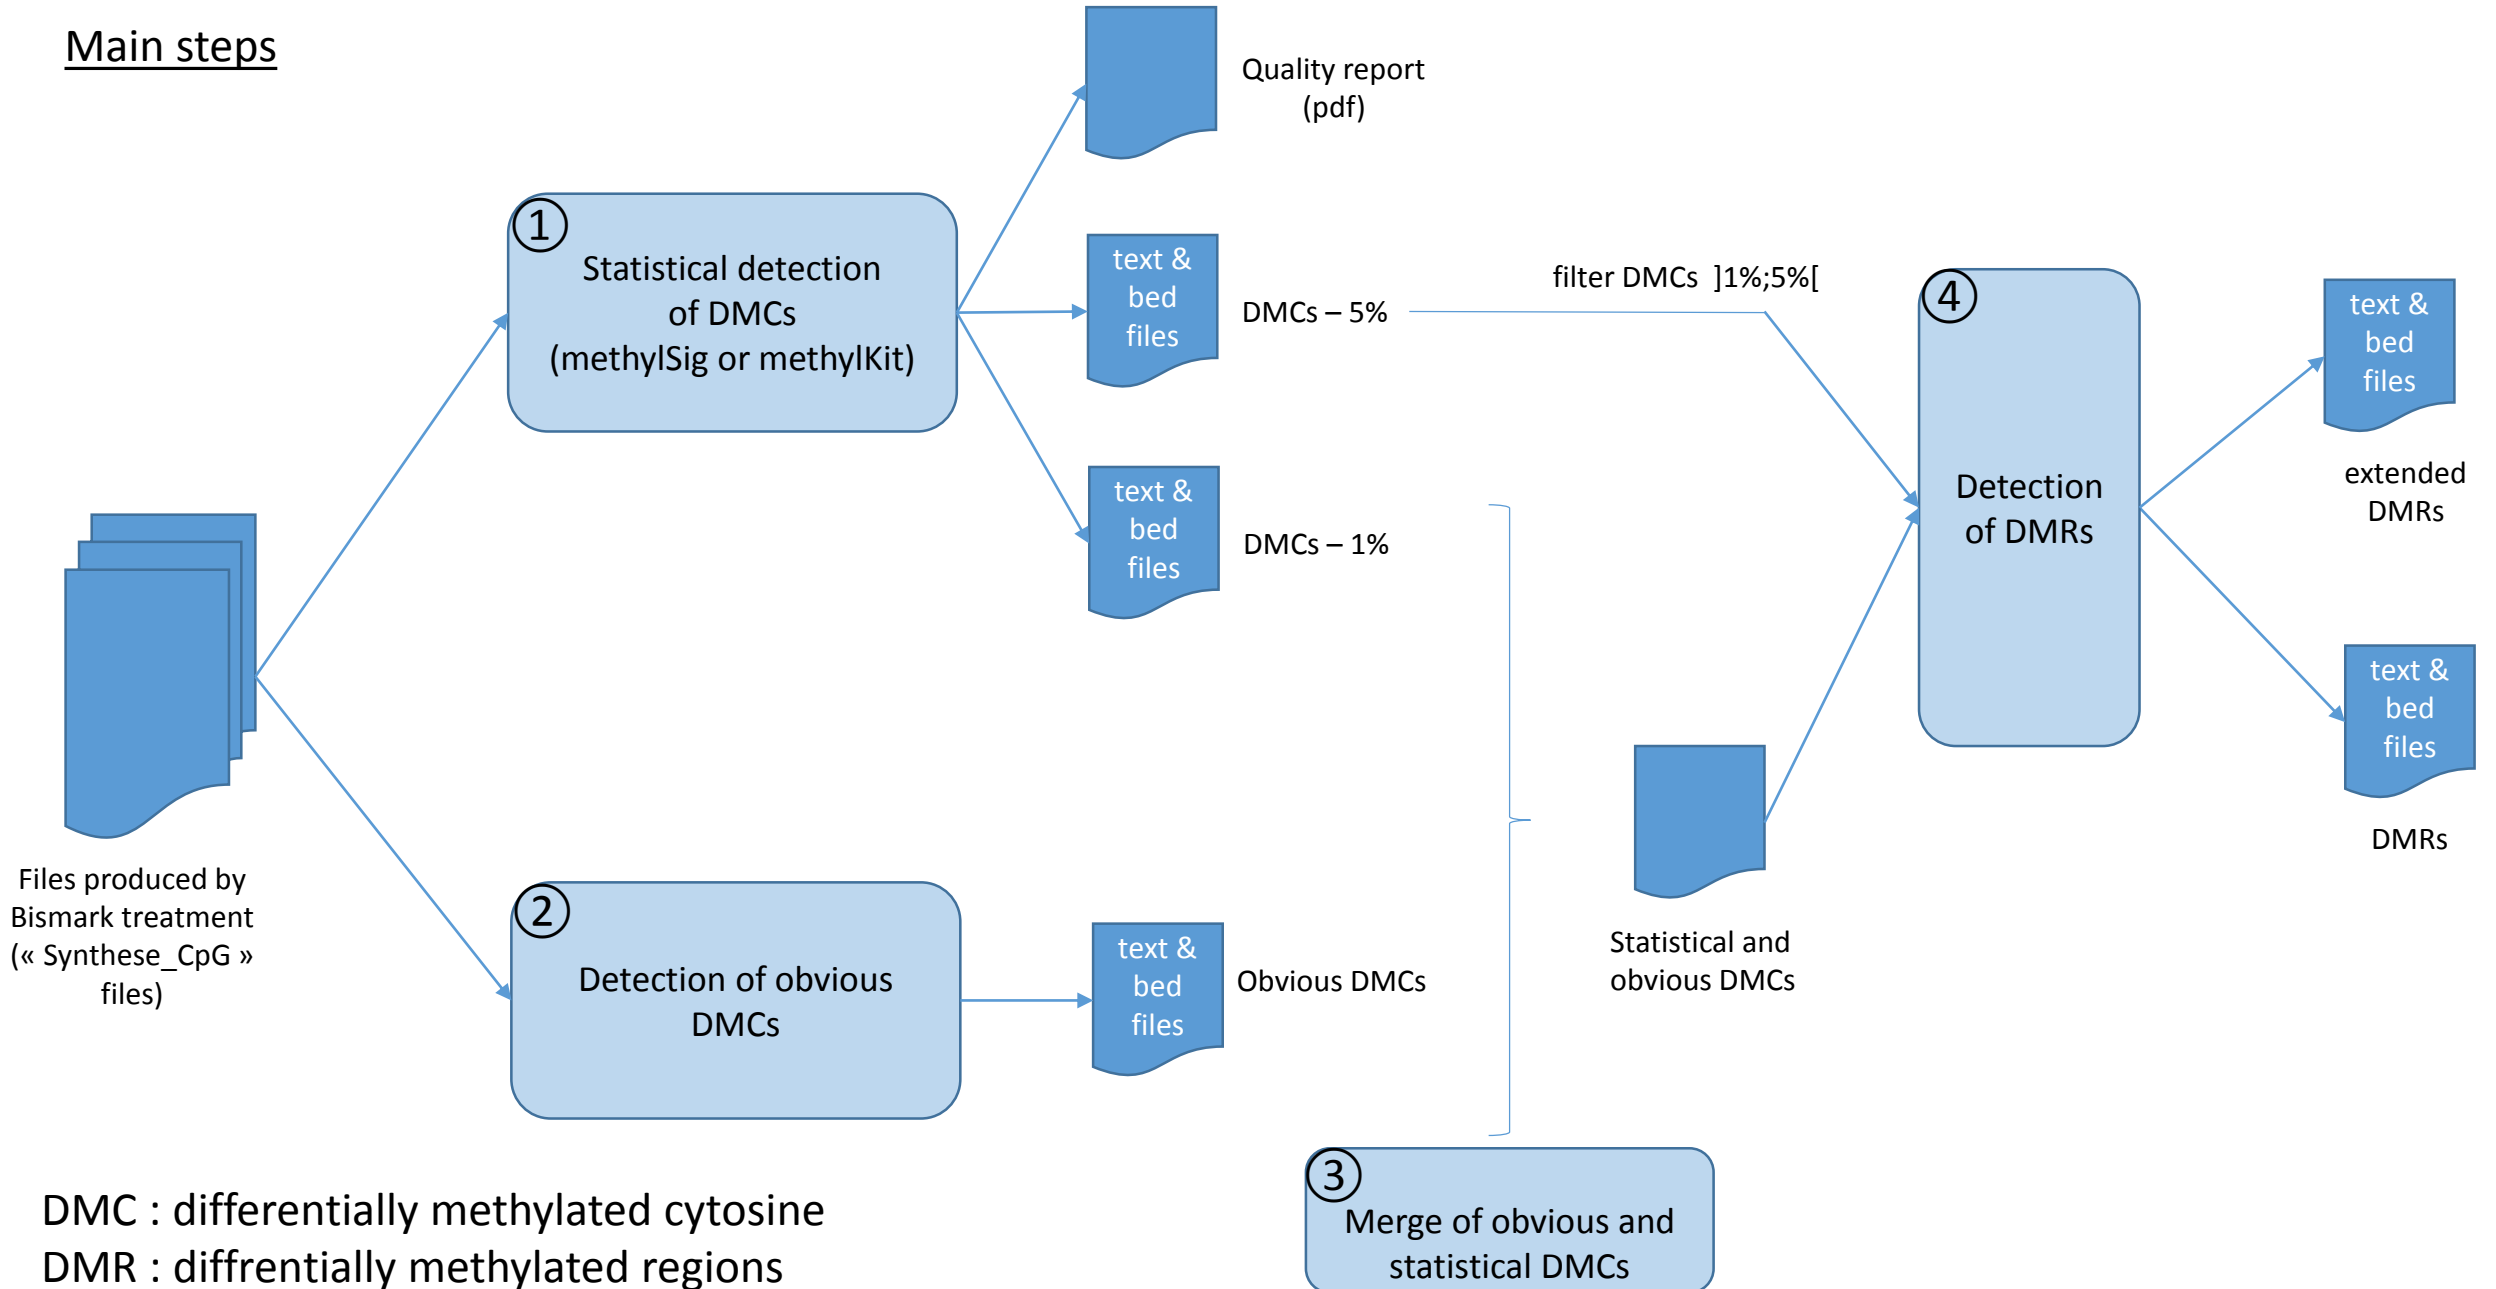 Main steps
Quality report
(pdf)
1
Statistical detection
of DMCs
(methylSig or methylKit)
text &
bed
files
DMCs – 5%
filter DMCs  ]1%;5%[
text &
bed
files
DMCs – 1%
4
Detection
of DMRs
text &
bed
files
extended
DMRs
text &
bed
files
DMRs
Files produced by
Bismark treatment
(« Synthese_CpG »
files)
2
Detection of obvious
DMCs
text &
bed
files
Obvious DMCs
Statistical and
obvious DMCs
3
Merge of obvious and
statistical DMCs
DMC : differentially methylated cytosine
DMR : diffrentially methylated regions